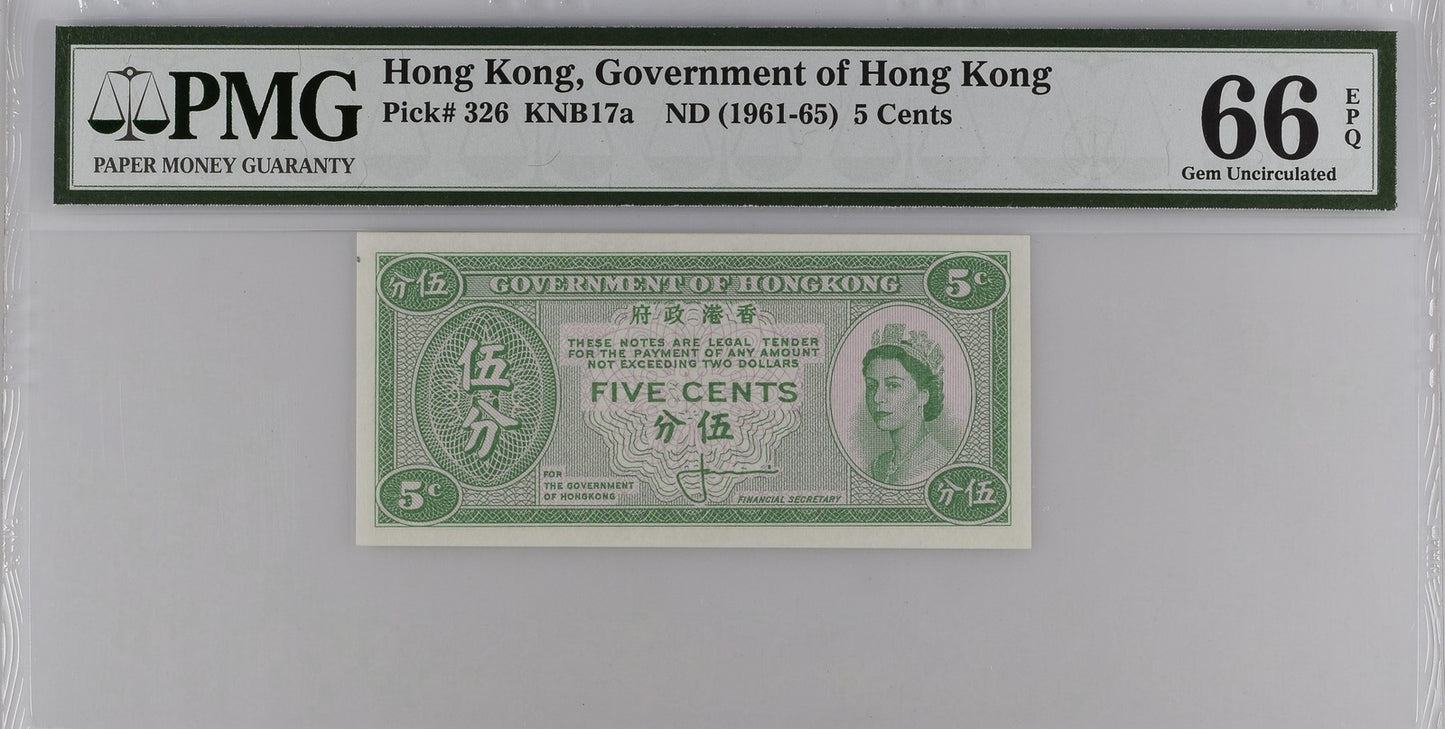 PMG
PAPER MONEY GUARANTY
Hong Kong, Government of Hong Kong
Pick# 326 KNB17a ND (1961-65) 5 Cents
66
EPQ
Gem Uncirculated
分伍
GOVERNMENT OF HONGKONG
5C
府政港香
THESE NOTES ARE LEGAL TENDER
FOR THE PAYMENT OF ANY AMOUNT
NOT EXCEEDING TWO DOLLARS
伍分
FIVE CENTS
分伍
FOR
THE GOVERNMENT
OF HONGKONG
FINANCIAL SECRETARY
5C
分伍